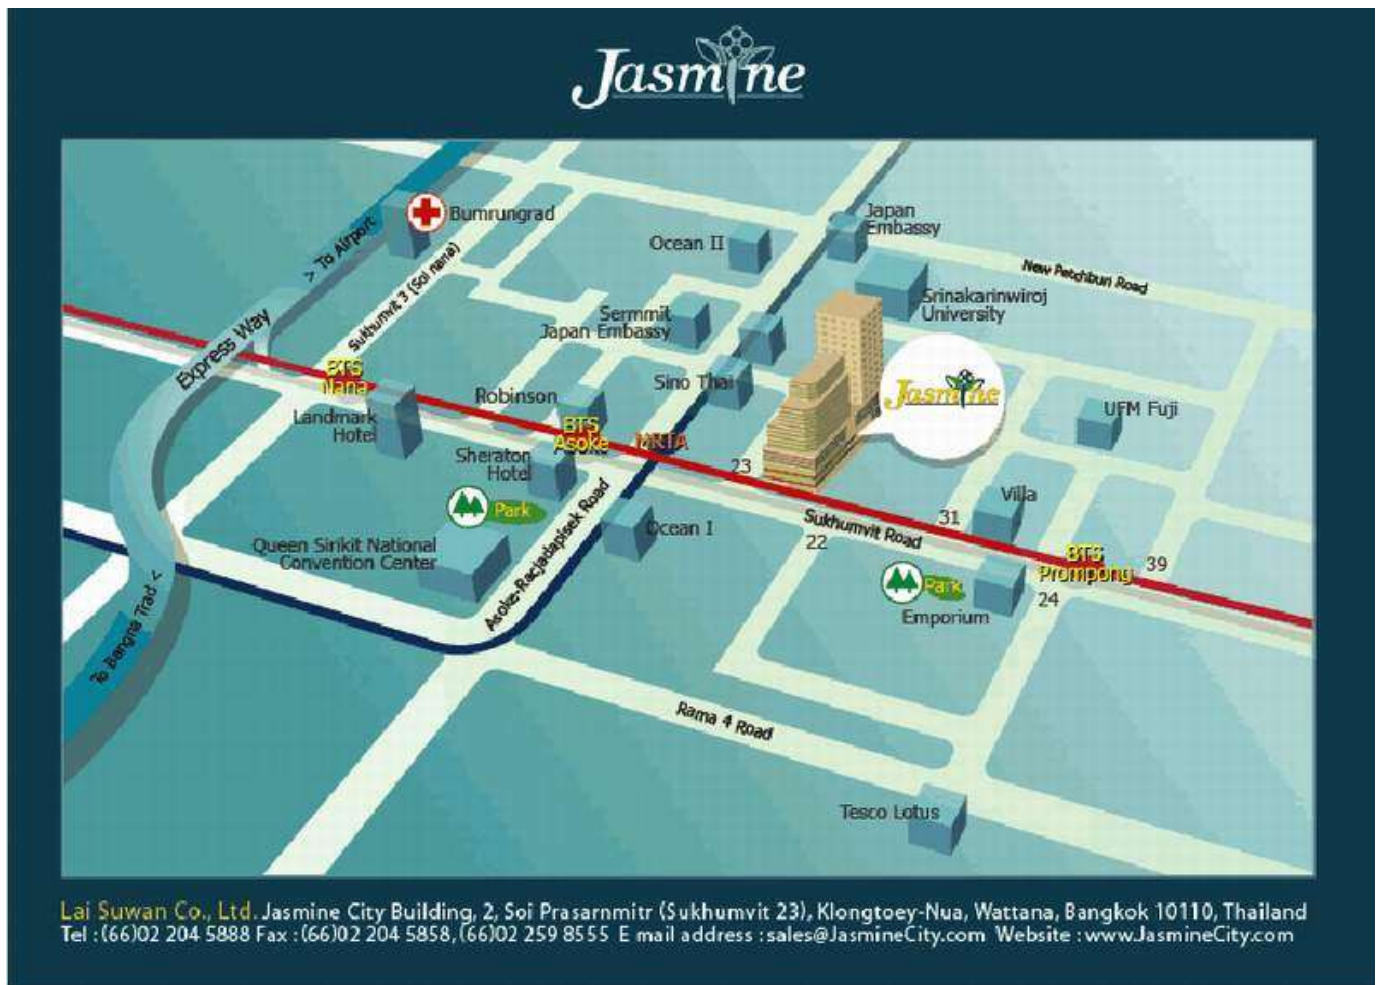 Jasmine
Bumrungrad
Japan
Embassy
> To Airport
Ocean II
Sukhumvit 3 (Soi nana)
New Petchburi Road
Srinakarinwiroj
University
Sermmit
Japan Embassy
Express Way
BTS
Nana
Sino Thai
Jasmine
Robinson
UFM Fuji
Landmark
Hotel
BTS
Asoke
MRTA
Sheraton
Hotel
23
Park
Villa
Asoke-Racjadapisek Road
Ocean I
Sukhumvit Road
31
22
Queen Sirikit National
Convention Center
BTS
Prompong
39
Park
24
Emporium
To Bangna Trad <
Rama 4 Road
Tesco Lotus
Lai Suwan Co., Ltd. Jasmine City Building, 2, Soi Prasarnmitr (Sukhumvit 23), Klongtoey-Nua, Wattana, Bangkok 10110, Thailand
Tel :(66)02 204 5888 Fax :(66)02 204 5858, (66)02 259 8555 E mail address :sales@JasmineCity.com Website :www.JasmineCity.com